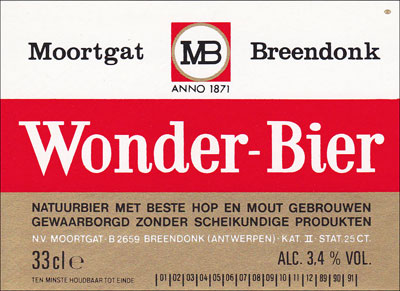 Moortgat MB Breendonk
ANNO 1871
Wonder-Bier
NATUURBIER MET BESTE HOP EN MOUT GEBROUWEN
GEWAARBORGD ZONDER SCHEIKUNDIGE PRODUKTEN
N.V. MOORTGAT · B 2659 BREENDONK (ANTWERPEN) · KAT. II · STAT. 25 CT.
33 cl e ALC. 3.4 % VOL.
TEN MINSTE HOUDBAAR TOT EINDE |01|02|03|04|05|06|07|08|09|10|11|12|89|90|91|